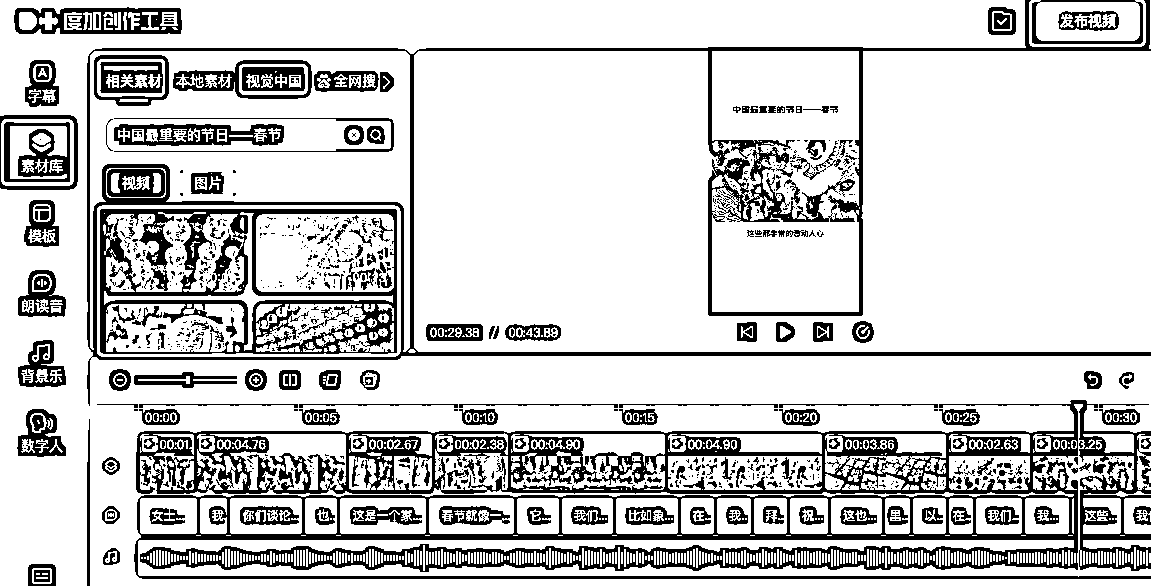 度加创作工具
发布视频
字幕
素材库
模板
朗读音
背景乐
数字人
相关素材 本地素材 视觉中国 全网搜
中国最重要的节日——春节
视频 图片
中国最重要的节日——春节
这些都非常的激动人心
00:29.38 // 00:43.89
00:00 00:05 00:10 00:15 00:20 00:25 00:30
00:01. 00:04.76 00:02.67 00:02.38 00:04.90 00:04.90 00:03.86 00:02.63 00:03.25
女士... 我 你们谈论... 也.. 这是一个家... 春节就像一... 它... 我们... 比如象... 在.. 我.. 拜... 祝... 这也... 里.. 以.. 在.. 我们... 我... 这些... 我